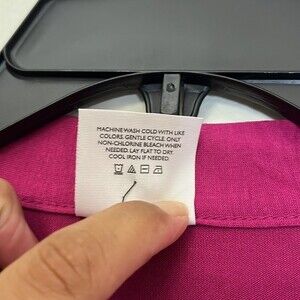 MACHINE WASH COLD WITH LIKE
COLORS. GENTLE CYCLE. ONLY
NON-CHLORINE BLEACH WHEN
NEEDED. LAY FLAT TO DRY.
COOL IRON IF NEEDED.